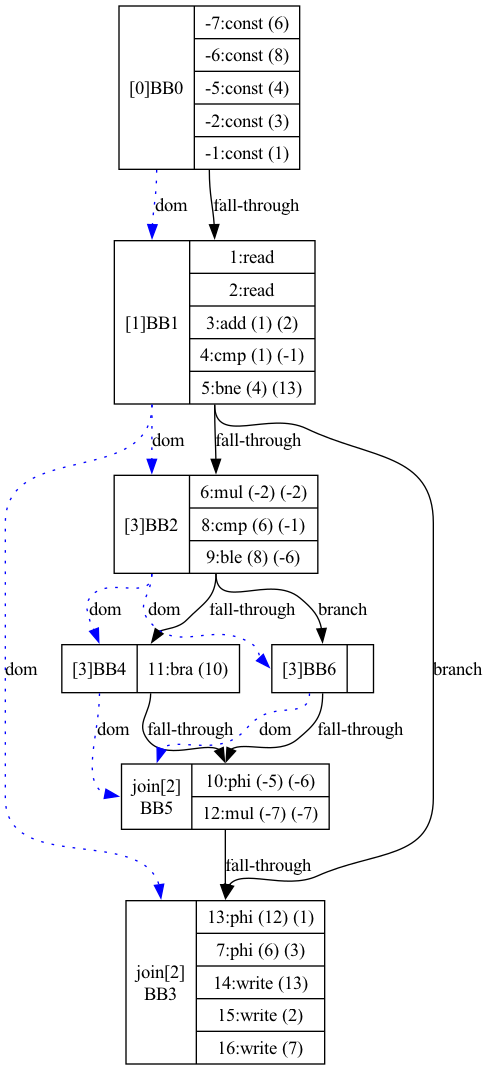 [0]BB0
-7:const (6)
-6:const (8)
-5:const (4)
-2:const (3)
-1:const (1)
dom
fall-through
[1]BB1
1:read
2:read
3:add (1) (2)
4:cmp (1) (-1)
5:bne (4) (13)
dom
fall-through
[3]BB2
6:mul (-2) (-2)
8:cmp (6) (-1)
9:ble (8) (-6)
dom
dom
fall-through
branch
dom
[3]BB4
11:bra (10)
[3]BB6
branch
dom
fall-through
dom
fall-through
join[2]
BB5
10:phi (-5) (-6)
12:mul (-7) (-7)
fall-through
join[2]
BB3
13:phi (12) (1)
7:phi (6) (3)
14:write (13)
15:write (2)
16:write (7)